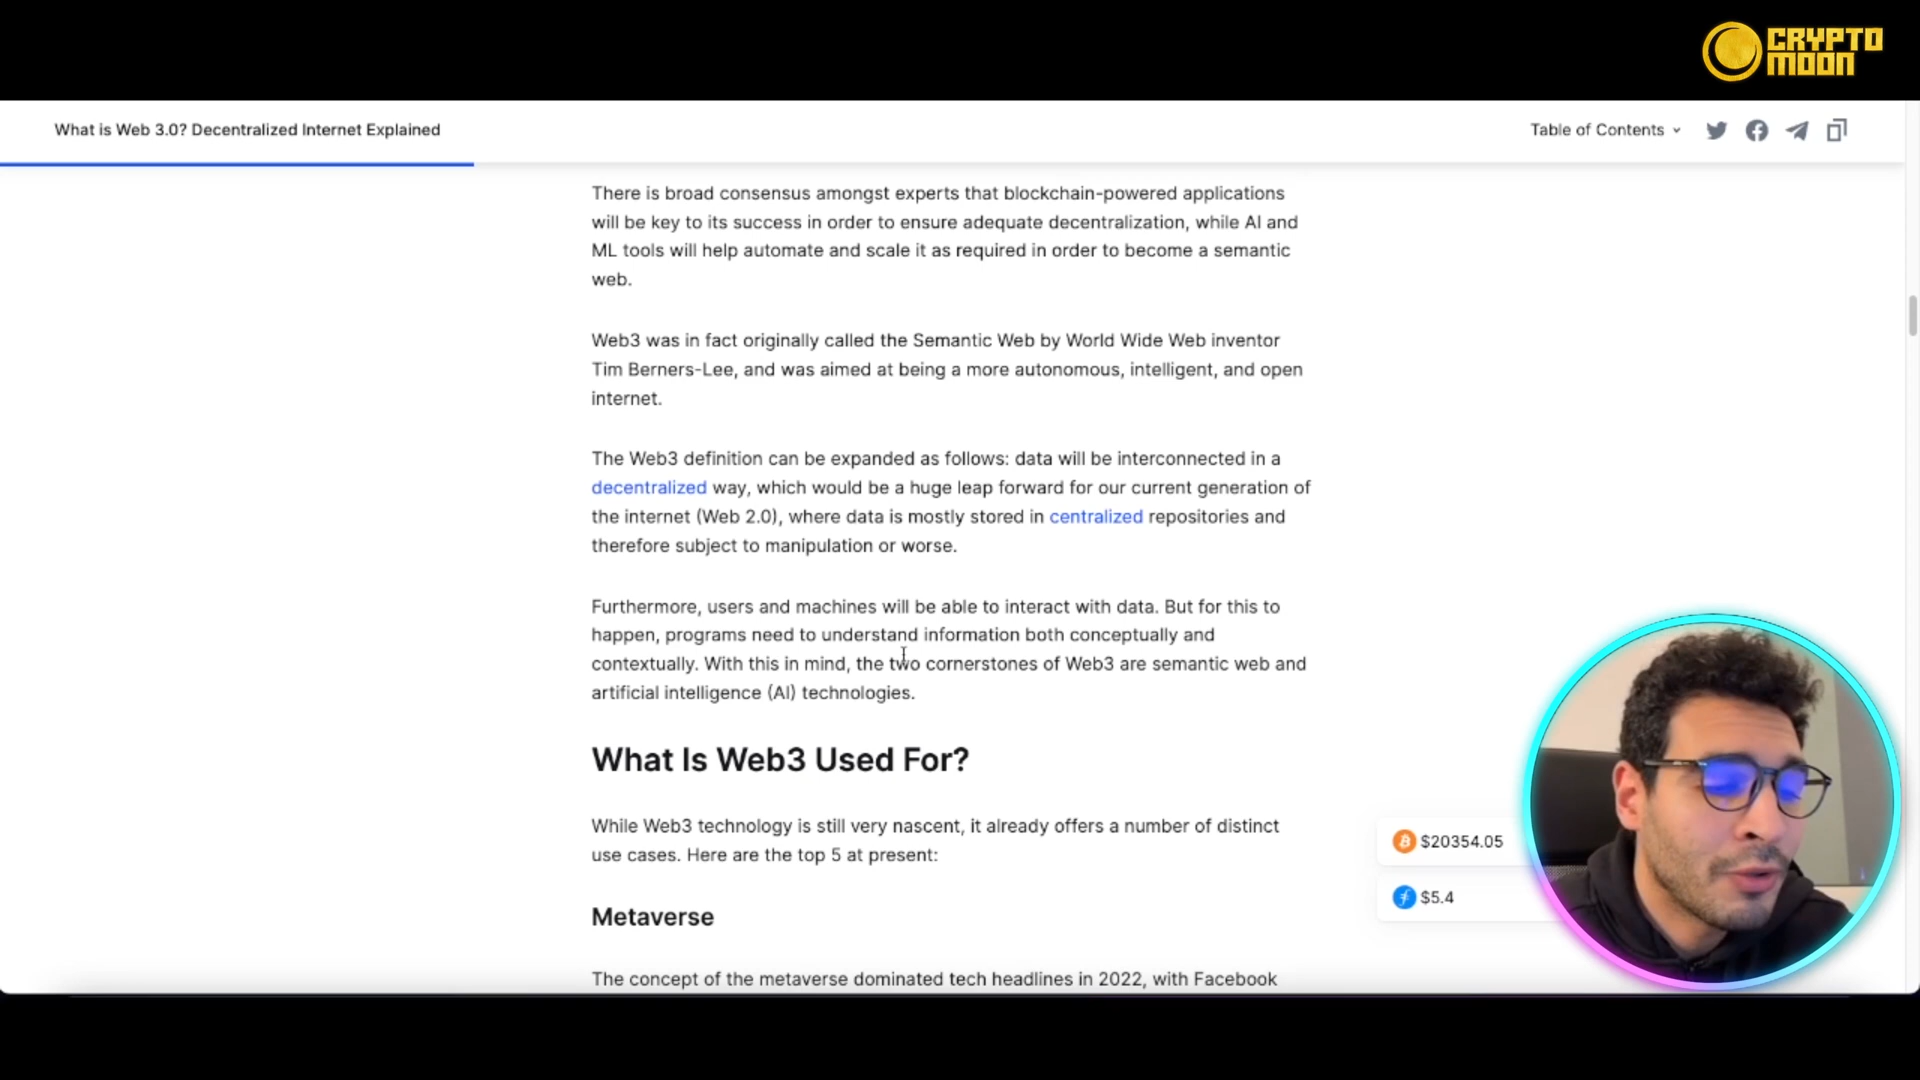 CRYPTO
MOON
What is Web 3.0? Decentralized Internet Explained
Table of Contents
There is broad consensus amongst experts that blockchain-powered applications
will be key to its success in order to ensure adequate decentralization, while AI and
ML tools will help automate and scale it as required in order to become a semantic
web.
Web3 was in fact originally called the Semantic Web by World Wide Web inventor
Tim Berners-Lee, and was aimed at being a more autonomous, intelligent, and open
internet.
The Web3 definition can be expanded as follows: data will be interconnected in a
decentralized way, which would be a huge leap forward for our current generation of
the internet (Web 2.0), where data is mostly stored in centralized repositories and
therefore subject to manipulation or worse.
Furthermore, users and machines will be able to interact with data. But for this to
happen, programs need to understand information both conceptually and
contextually. With this in mind, the two cornerstones of Web3 are semantic web and
artificial intelligence (AI) technologies.
What Is Web3 Used For?
While Web3 technology is still very nascent, it already offers a number of distinct
use cases. Here are the top 5 at present:
$20354.05
$5.4
Metaverse
The concept of the metaverse dominated tech headlines in 2022, with Facebook